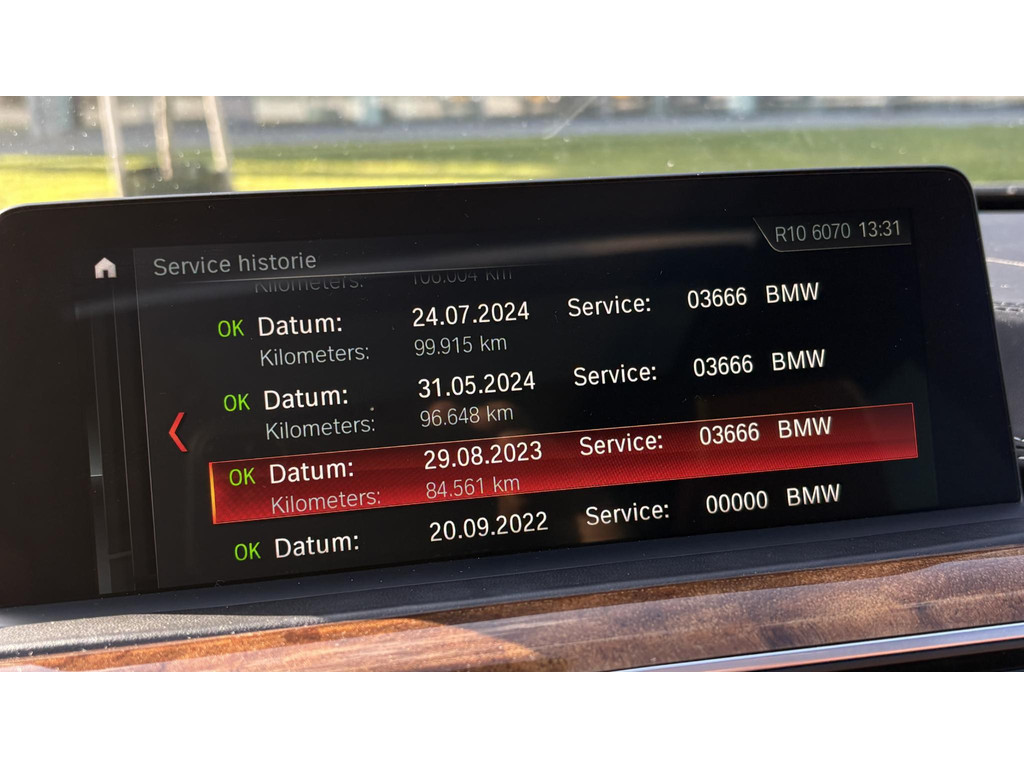 R10 6070 13:31
Service historie
Kilometers: km
OK Datum: 24.07.2024 Service: 03666 BMW
Kilometers: 99.915 km
OK Datum: 31.05.2024 Service: 03666 BMW
Kilometers: 96.648 km
OK Datum: 29.08.2023 Service: 03666 BMW
Kilometers: 84.561 km
OK Datum: 20.09.2022 Service: 00000 BMW